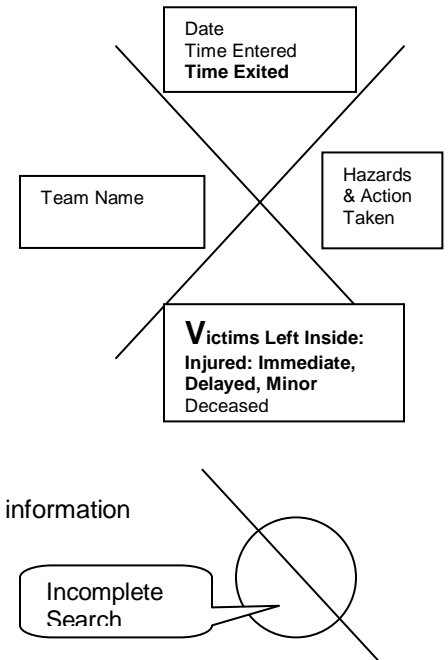 Date
Time Entered
Time Exited
Team Name
Hazards
& Action
Taken
Victims Left Inside:
Injured: Immediate,
Delayed, Minor
Deceased
information
Incomplete
Search